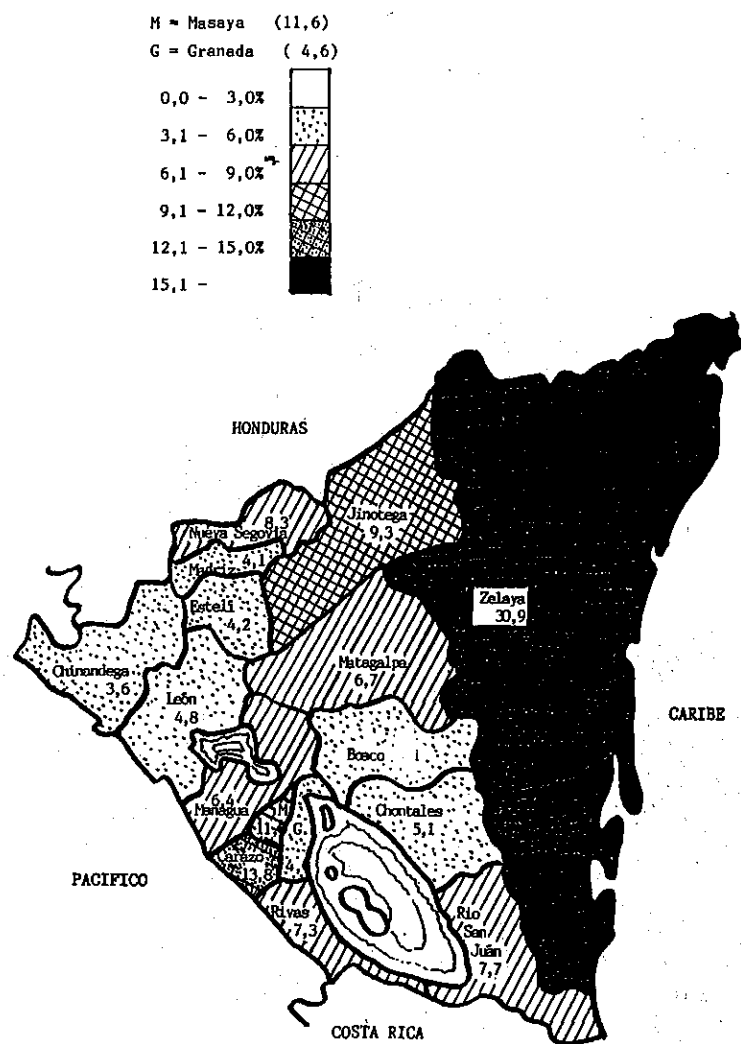 M = Masaya (11,6)
G = Granada ( 4,6)
0,0 - 3,0%
3,1 - 6,0%
6,1 - 9,0%
9,1 - 12,0%
12,1 - 15,0%
15,1 -
HONDURAS
Jinotega
9,3
8,3
Nueva Segovia
4,1
Madriz
Estelí
4,2
Zelaya
30,9
Chinandega
3,6
Matagalpa
6,7
León
4,8
CARIBE
Boaco
6,4
Managua
M
Chontales
5,1
G.
Carazo
13,8
4
PACIFICO
Rivas
7,3
Rio
San
Juán
7,7
COSTA RICA